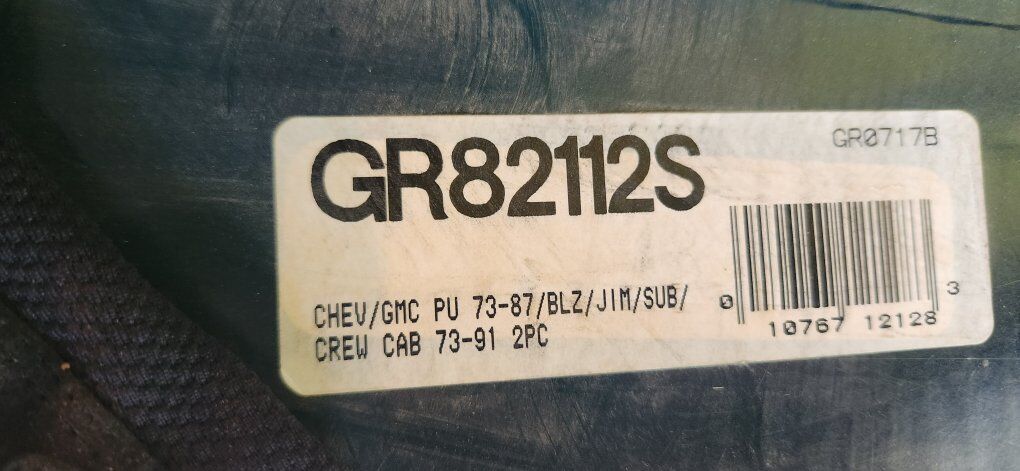 GR82112S
GR0717B
CHEV/GMC PU 73-87/BLZ/JIM/SUB/
CREW CAB 73-91 2PC
0 10767 12128 3